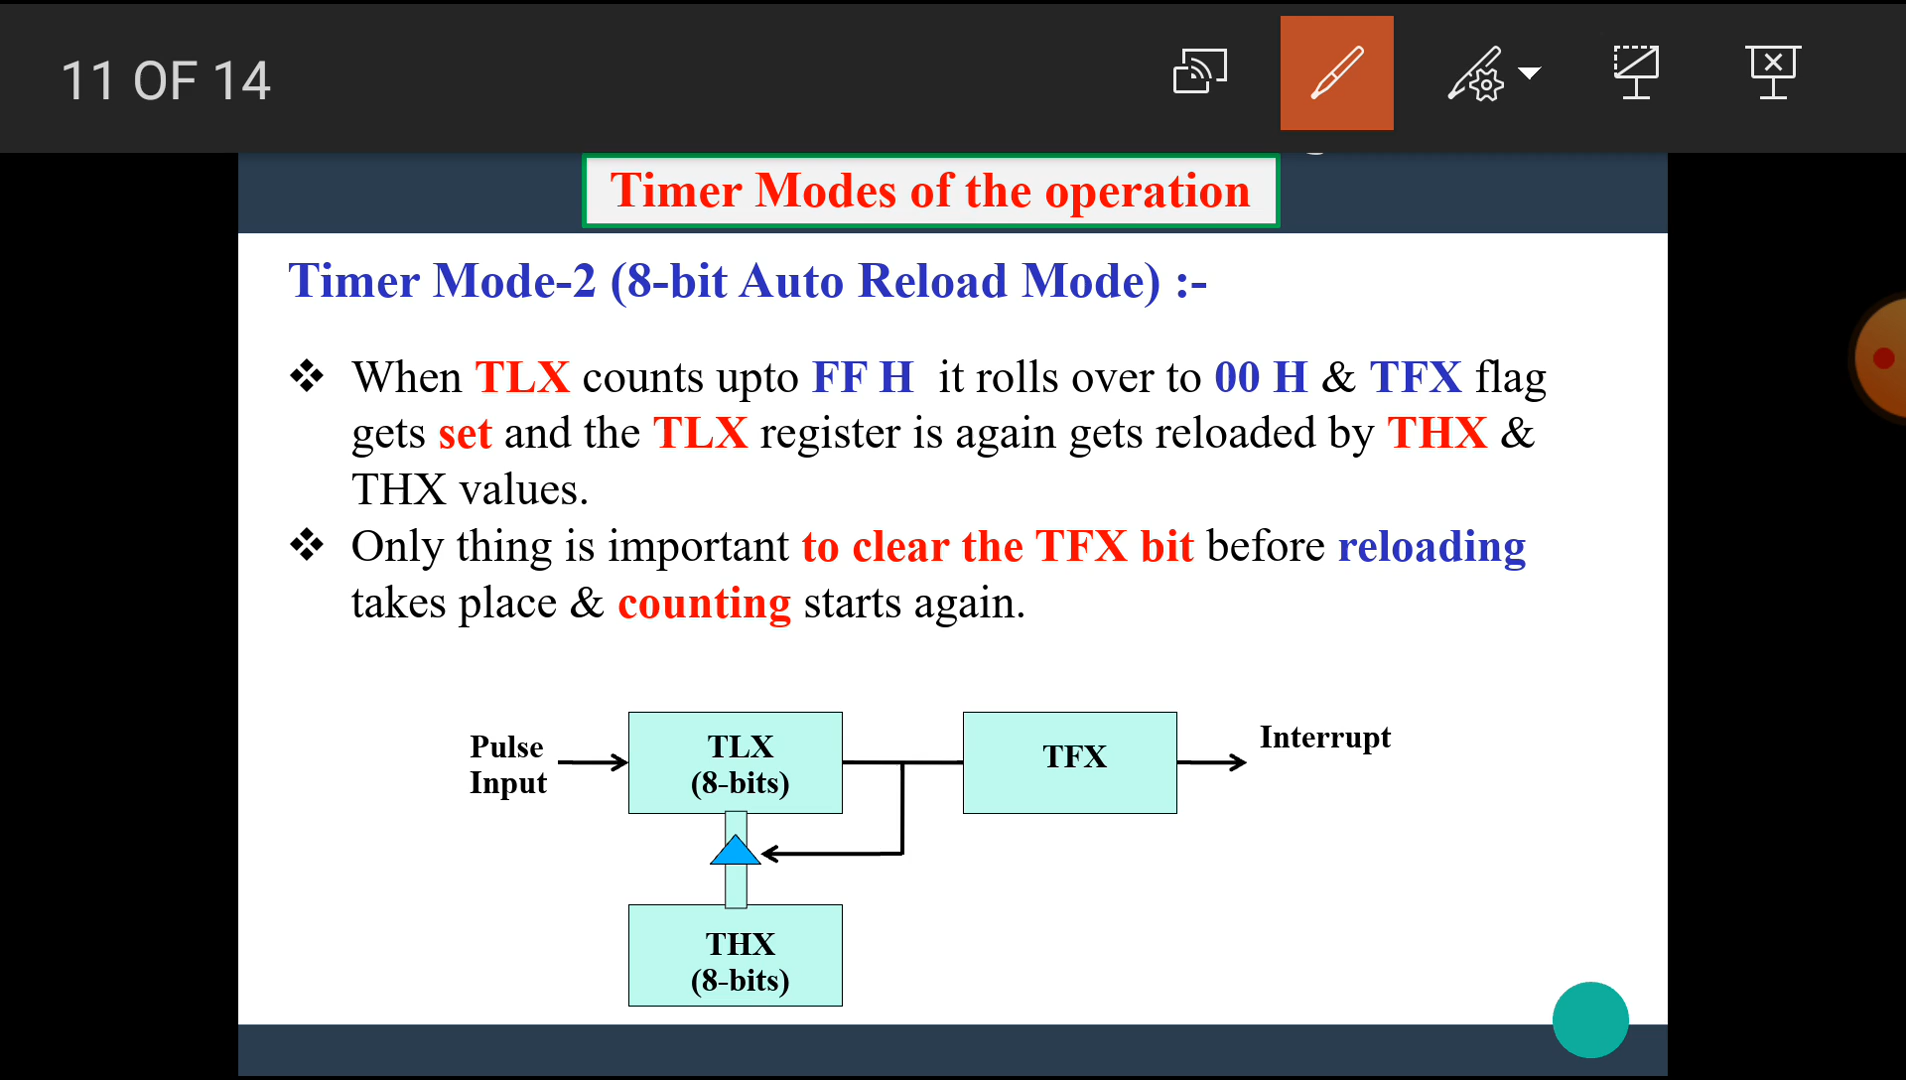 11 OF 14
Timer Modes of the operation
Timer Mode-2 (8-bit Auto Reload Mode) :-
❖ When TLX counts upto FF H it rolls over to 00 H & TFX flag
gets set and the TLX register is again gets reloaded by THX &
THX values.
❖ Only thing is important to clear the TFX bit before reloading
takes place & counting starts again.
Pulse
Input
TLX
(8-bits)
TFX
Interrupt
THX
(8-bits)